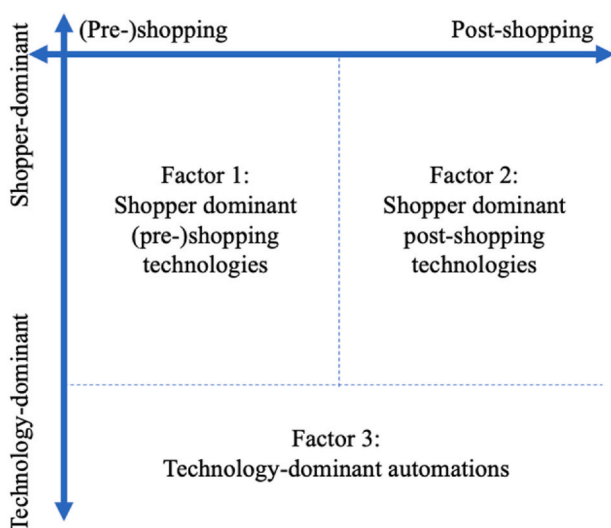 (Pre-)shopping
Post-shopping
Shopper-dominant
Factor 1:
Shopper dominant
(pre-)shopping
technologies
Factor 2:
Shopper dominant
post-shopping
technologies
Technology-dominant
Factor 3:
Technology-dominant automations